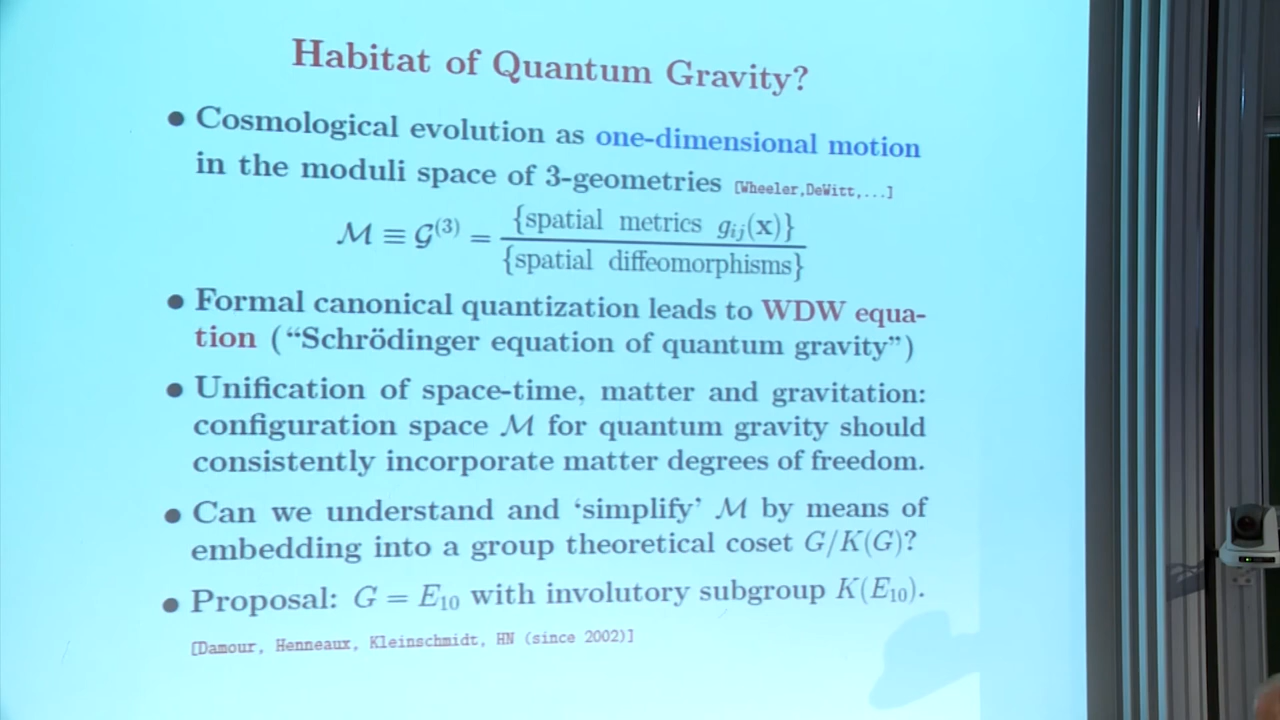 Habitat of Quantum Gravity?
● Cosmological evolution as one-dimensional motion
in the moduli space of 3-geometries [Wheeler,DeWitt,...]
ℳ ≡ 𝒢⁽³⁾ = {spatial metrics gᵢⱼ(x)} / {spatial diffeomorphisms}
● Formal canonical quantization leads to WDW equa-
tion (“Schrödinger equation of quantum gravity”)
● Unification of space-time, matter and gravitation:
configuration space ℳ for quantum gravity should
consistently incorporate matter degrees of freedom.
● Can we understand and ‘simplify’ ℳ by means of
embedding into a group theoretical coset G/K(G)?
● Proposal: G = E₁₀ with involutory subgroup K(E₁₀).
[Damour, Henneaux, Kleinschmidt, HN (since 2002)]